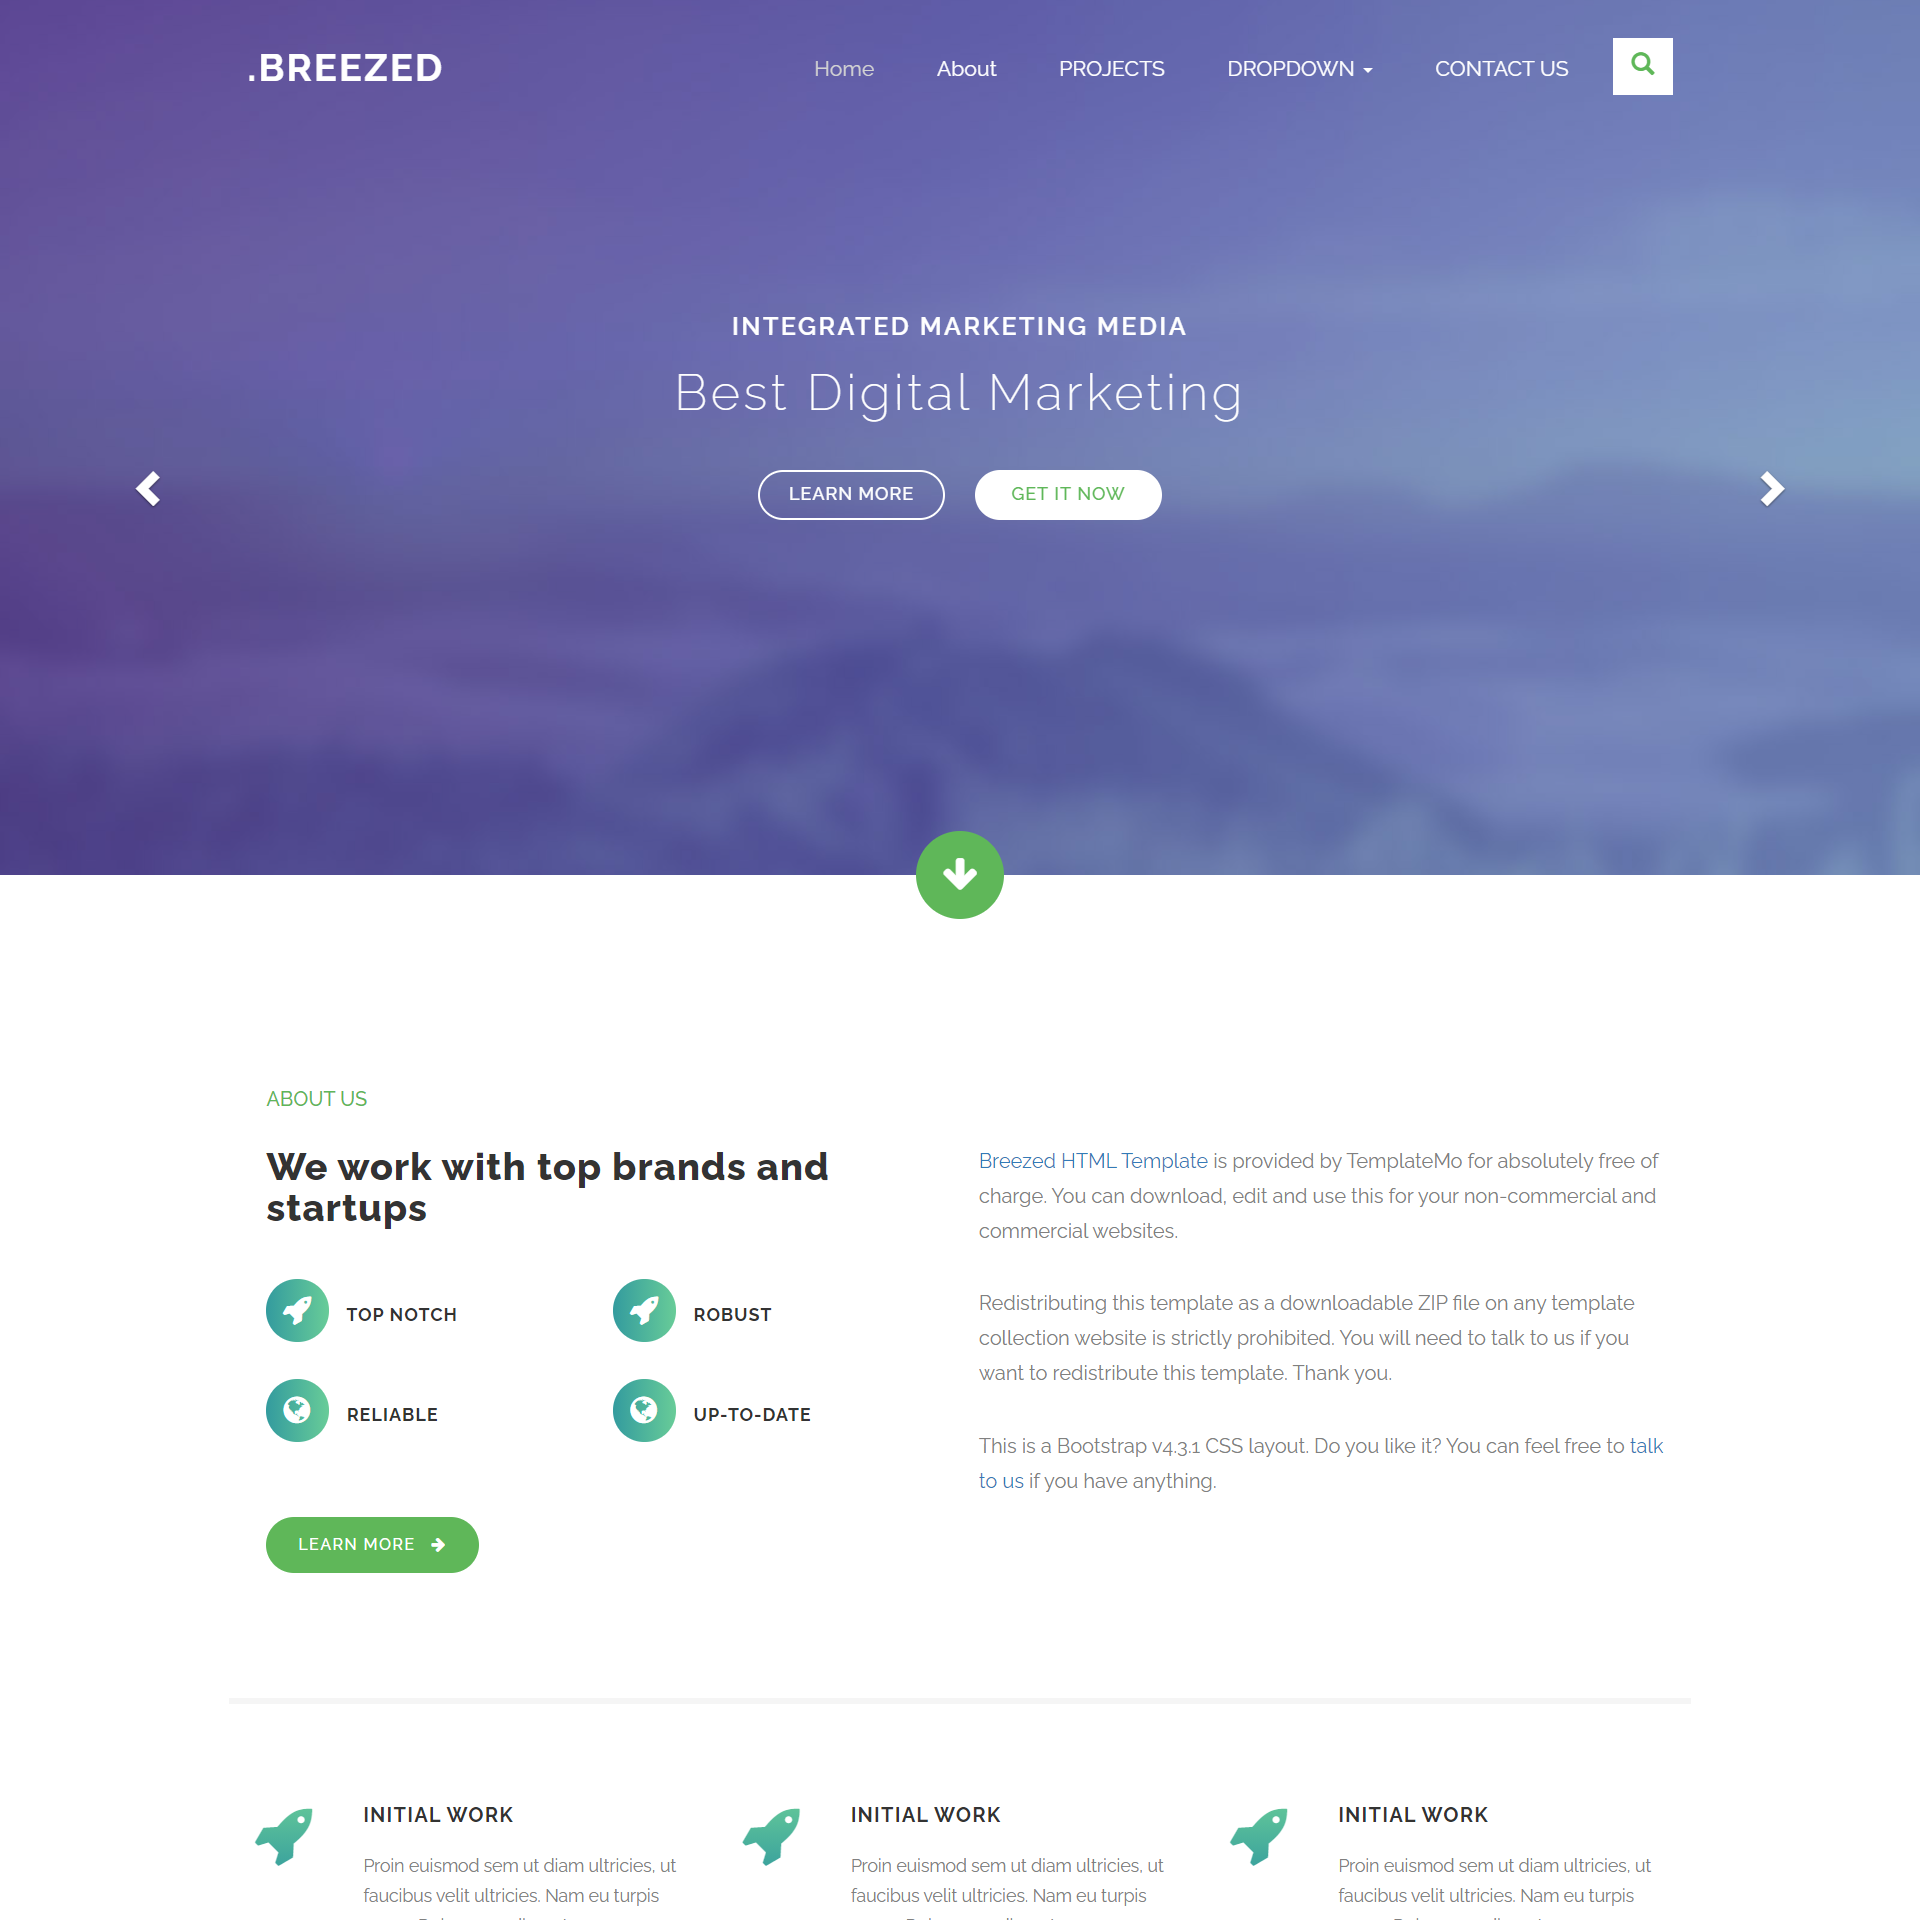 .BREEZED
Home About PROJECTS DROPDOWN CONTACT US
INTEGRATED MARKETING MEDIA
Best Digital Marketing
LEARN MORE GET IT NOW
ABOUT US
We work with top brands and
startups
TOP NOTCH
ROBUST
RELIABLE
UP-TO-DATE
LEARN MORE
Breezed HTML Template is provided by TemplateMo for absolutely free of
charge. You can download, edit and use this for your non-commercial and
commercial websites.
Redistributing this template as a downloadable ZIP file on any template
collection website is strictly prohibited. You will need to talk to us if you
want to redistribute this template. Thank you.
This is a Bootstrap v4.3.1 CSS layout. Do you like it? You can feel free to talk
to us if you have anything.
INITIAL WORK
Proin euismod sem ut diam ultricies, ut
faucibus velit ultricies. Nam eu turpis
INITIAL WORK
Proin euismod sem ut diam ultricies, ut
faucibus velit ultricies. Nam eu turpis
INITIAL WORK
Proin euismod sem ut diam ultricies, ut
faucibus velit ultricies. Nam eu turpis